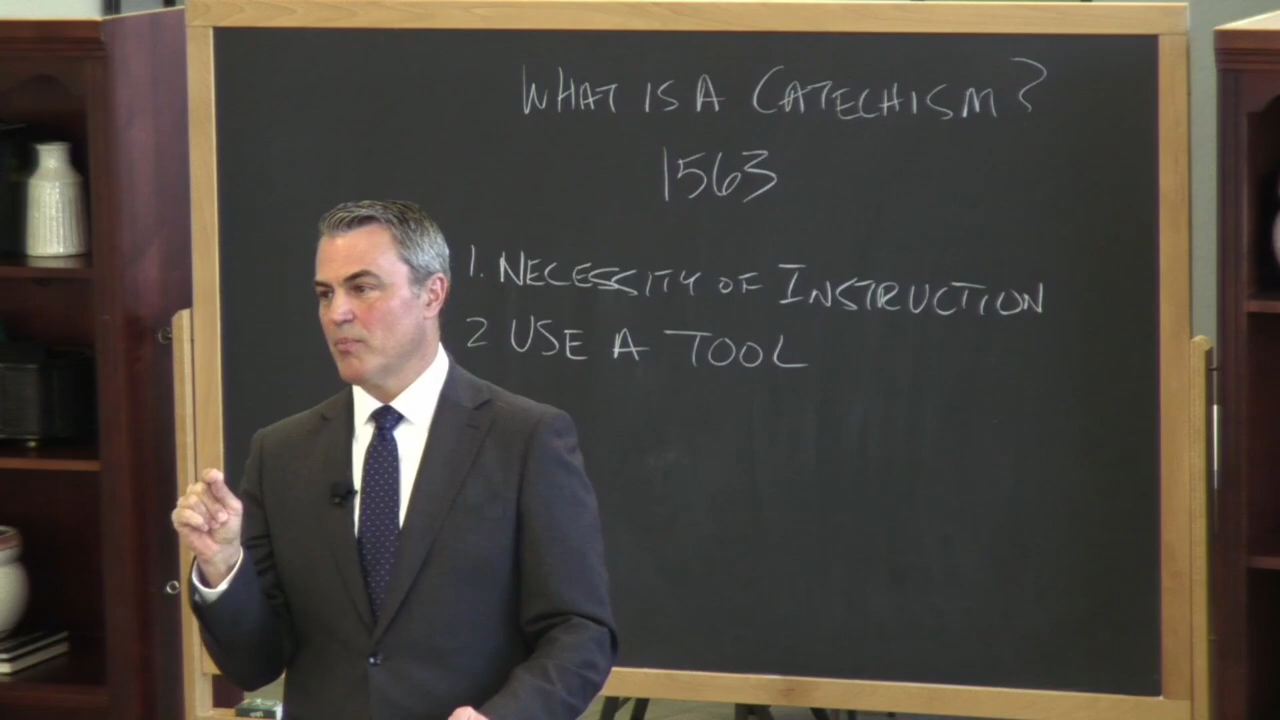 WHAT IS A CATECHISM?
1563
1. NECESSITY OF INSTRUCTION
2 USE A TOOL